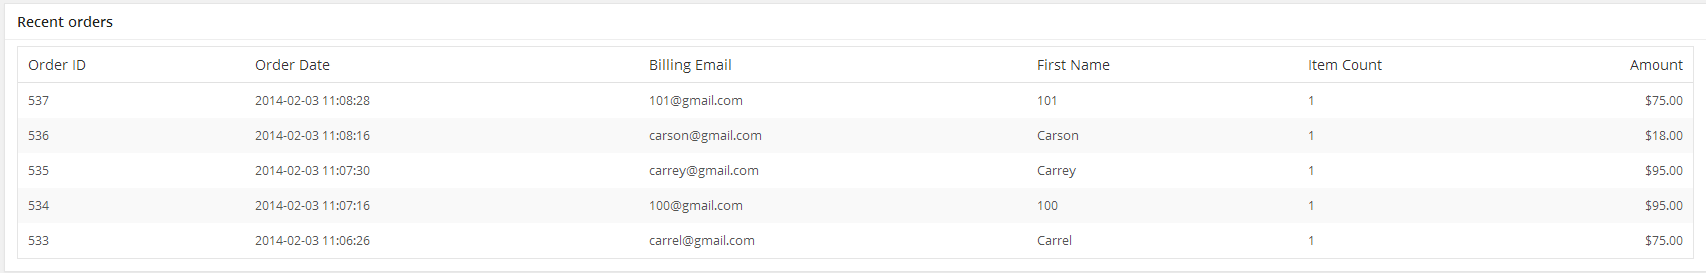 Recent orders
Order ID Order Date Billing Email First Name Item Count Amount
537 2014-02-03 11:08:28 101@gmail.com 101 1 $75.00
536 2014-02-03 11:08:16 carson@gmail.com Carson 1 $18.00
535 2014-02-03 11:07:30 carrey@gmail.com Carrey 1 $95.00
534 2014-02-03 11:07:16 100@gmail.com 100 1 $95.00
533 2014-02-03 11:06:26 carrel@gmail.com Carrel 1 $75.00